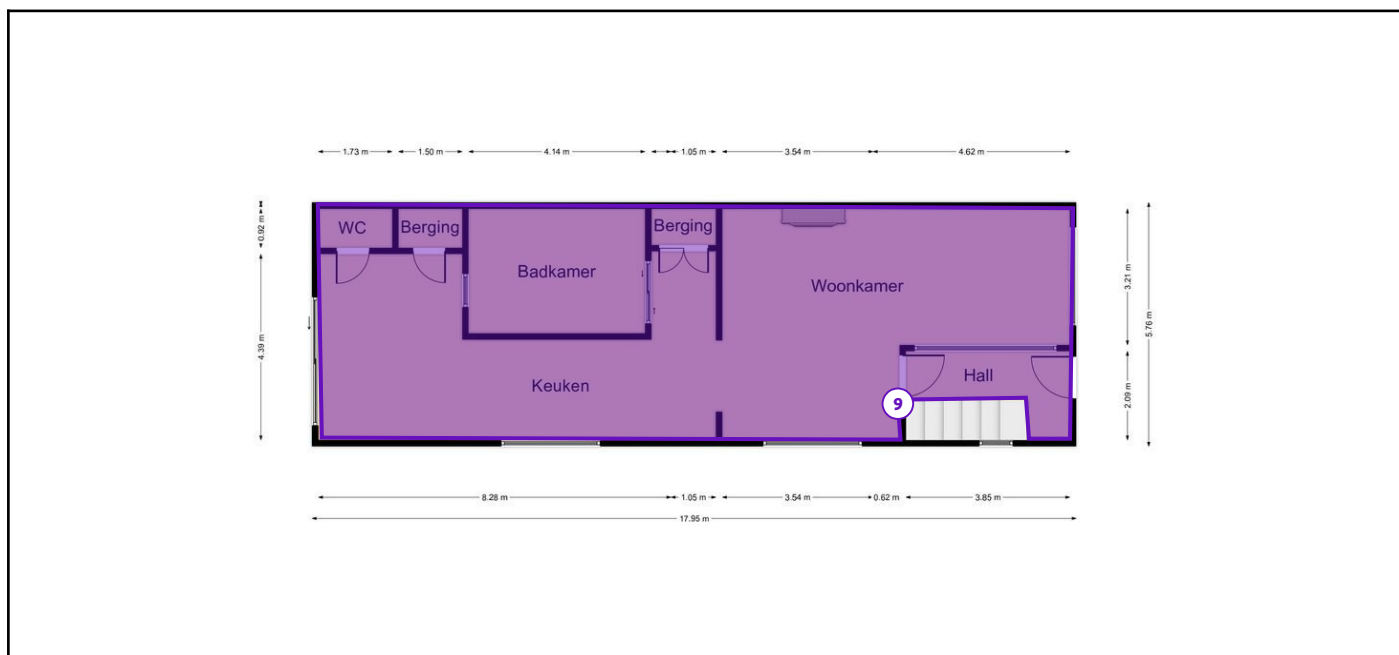 1.73 m
1.50 m
4.14 m
1.05 m
3.54 m
4.62 m
0.92 m
4.39 m
WC
Berging
Badkamer
Berging
Woonkamer
Keuken
Hall
9
3.21 m
2.09 m
5.76 m
8.28 m
1.05 m
3.54 m
0.62 m
3.85 m
17.95 m